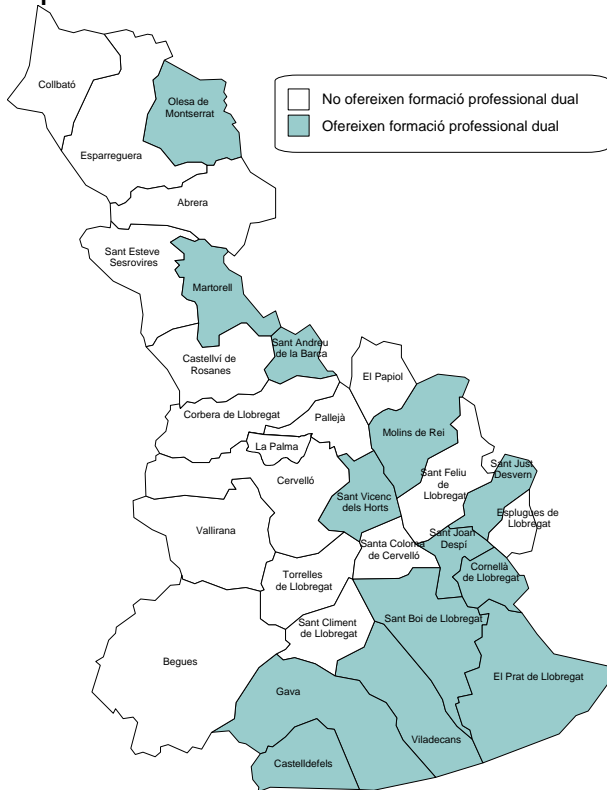 Collbató
Olesa de
Montserrat
No ofereixen formació professional dual
Ofereixen formació professional dual
Esparreguera
Abrera
Sant Esteve
Sesrovires
Martorell
Sant Andreu
de la Barca
Castellví de
Rosanes
El Papiol
Corbera de Llobregat
Pallejà
Molins de Rei
La Palma
Cervelló
Sant Vicenc
dels Horts
Sant Feliu
de
Llobregat
Sant Just
Desvern
Esplugues de
Llobregat
Vallirana
Santa Coloma
de Cervelló
Sant Joan
Despí
Cornellà
de Llobregat
Torrelles
de Llobregat
Sant Climent
de Llobregat
Sant Boi de Llobregat
Begues
El Prat de Llobregat
Gava
Viladecans
Castelldefels